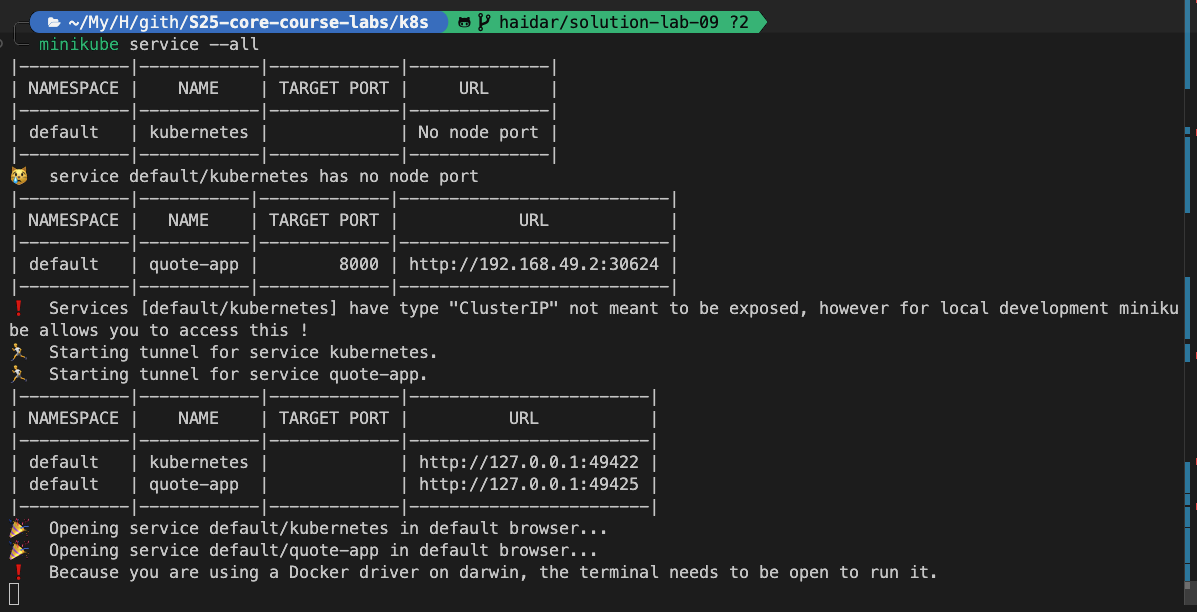 ~/My/H/gith/S25-core-course-labs/k8s haidar/solution-lab-09 ?2
minikube service --all
|-----------|------------|-------------|--------------|
| NAMESPACE |    NAME    | TARGET PORT |     URL      |
|-----------|------------|-------------|--------------|
| default   | kubernetes |             | No node port |
|-----------|------------|-------------|--------------|
😿  service default/kubernetes has no node port
|-----------|-----------|-------------|---------------------------|
| NAMESPACE |   NAME    | TARGET PORT |            URL            |
|-----------|-----------|-------------|---------------------------|
| default   | quote-app |        8000 | http://192.168.49.2:30624 |
|-----------|-----------|-------------|---------------------------|
❗  Services [default/kubernetes] have type "ClusterIP" not meant to be exposed, however for local development miniku
be allows you to access this !
🏃  Starting tunnel for service kubernetes.
🏃  Starting tunnel for service quote-app.
|-----------|------------|-------------|------------------------|
| NAMESPACE |    NAME    | TARGET PORT |          URL           |
|-----------|------------|-------------|------------------------|
| default   | kubernetes |             | http://127.0.0.1:49422 |
| default   | quote-app  |             | http://127.0.0.1:49425 |
|-----------|------------|-------------|------------------------|
🎉  Opening service default/kubernetes in default browser...
🎉  Opening service default/quote-app in default browser...
❗  Because you are using a Docker driver on darwin, the terminal needs to be open to run it.